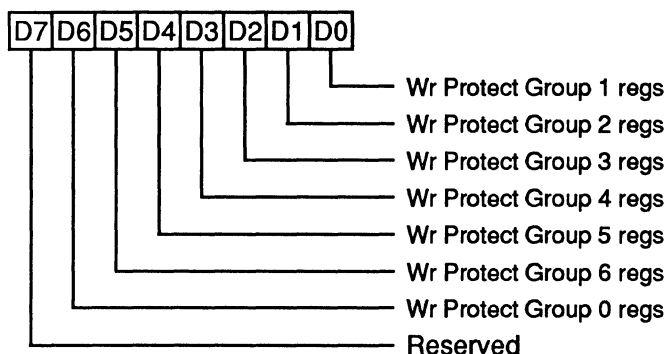 D7 D6 D5 D4 D3 D2 D1 D0
Wr Protect Group 1 regs
Wr Protect Group 2 regs
Wr Protect Group 3 regs
Wr Protect Group 4 regs
Wr Protect Group 5 regs
Wr Protect Group 6 regs
Wr Protect Group 0 regs
Reserved